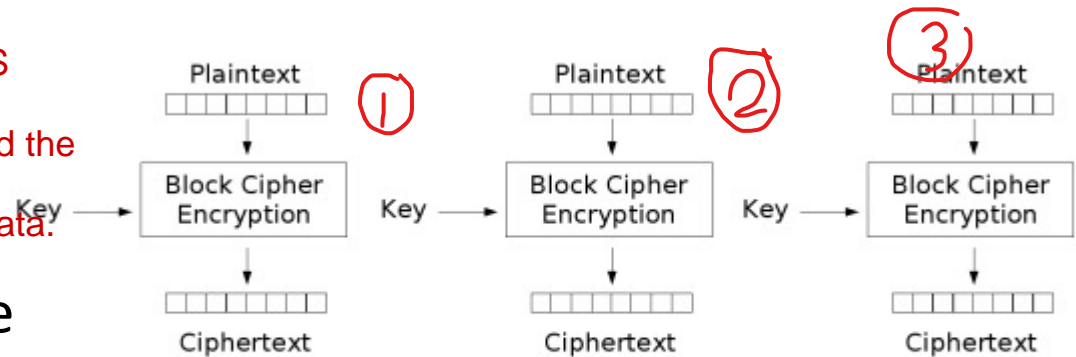 s
d the
ata.
e
Plaintext
1
Block Cipher
Encryption
Key
Ciphertext
Plaintext
2
Block Cipher
Encryption
Key
Ciphertext
3
Plaintext
Block Cipher
Encryption
Key
Ciphertext